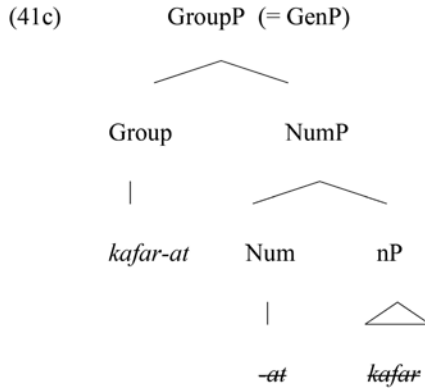 (41c) GroupP (= GenP)
Group NumP
kafar-at Num nP
-at kafar